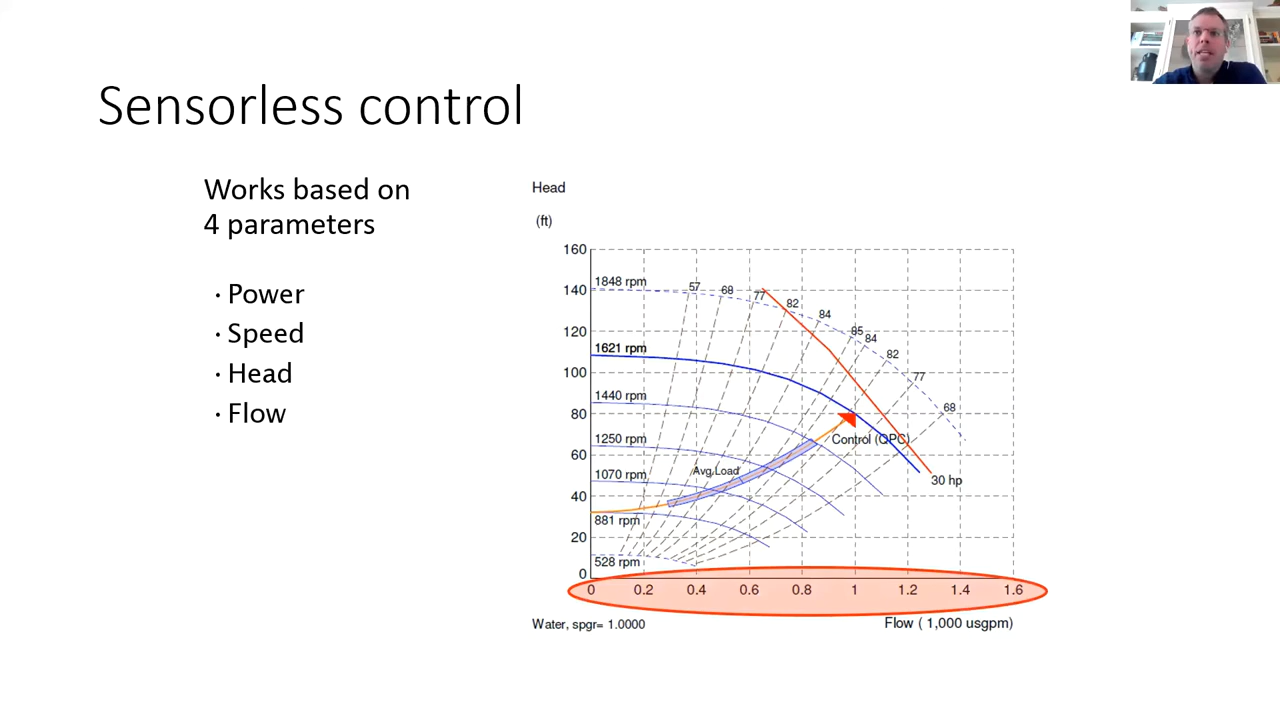 Sensorless control
Works based on
4 parameters
· Power
· Speed
· Head
· Flow
Head
(ft)
160
140
120
100
80
60
40
20
0
1848 rpm
1621 rpm
1440 rpm
1250 rpm
1070 rpm
881 rpm
528 rpm
57
68
77
82
84
85
84
82
77
68
Control (OPC)
Avg Load
30 hp
0 0.2 0.4 0.6 0.8 1 1.2 1.4 1.6
Water, spgr= 1.0000
Flow ( 1,000 usgpm)